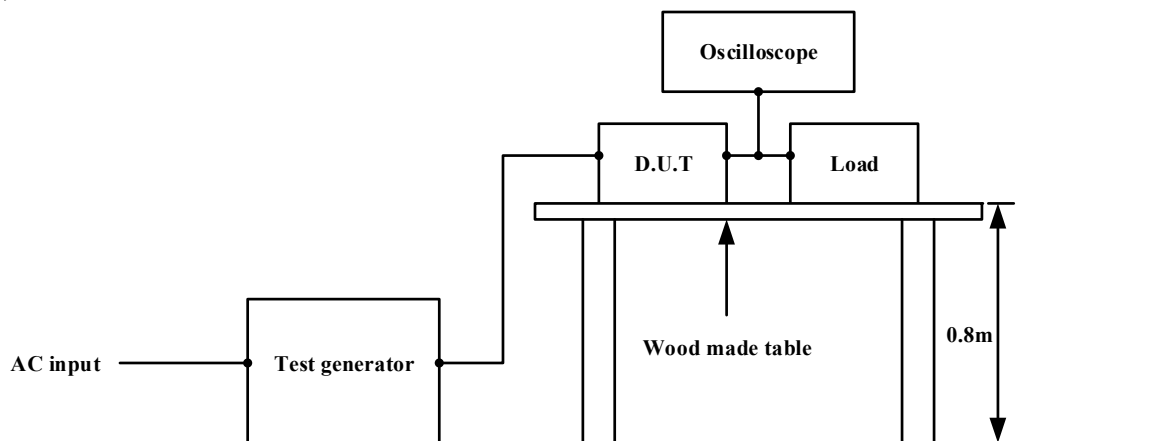 Oscilloscope
D.U.T
Load
Wood made table
0.8m
AC input
Test generator